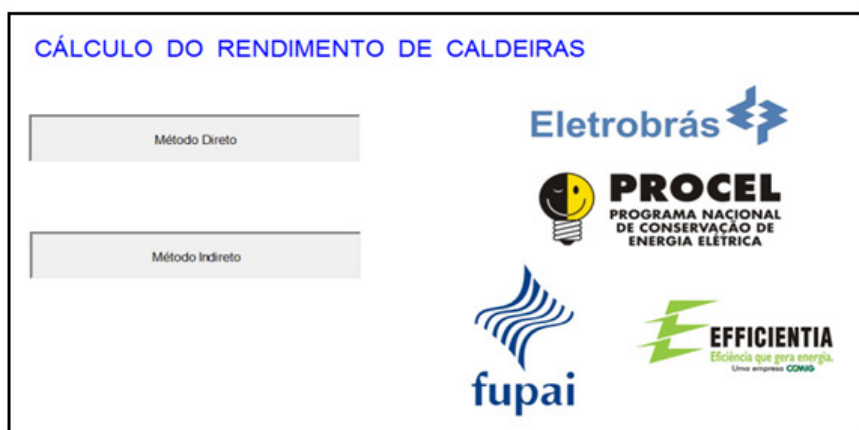 CÁLCULO DO RENDIMENTO DE CALDEIRAS
Método Direto
Método Indireto
Eletrobrás
PROCEL
PROGRAMA NACIONAL
DE CONSERVAÇÃO DE
ENERGIA ELÉTRICA
fupai
EFFICIENTIA
Eficiência que gera energia.
Uma empresa CEMIG